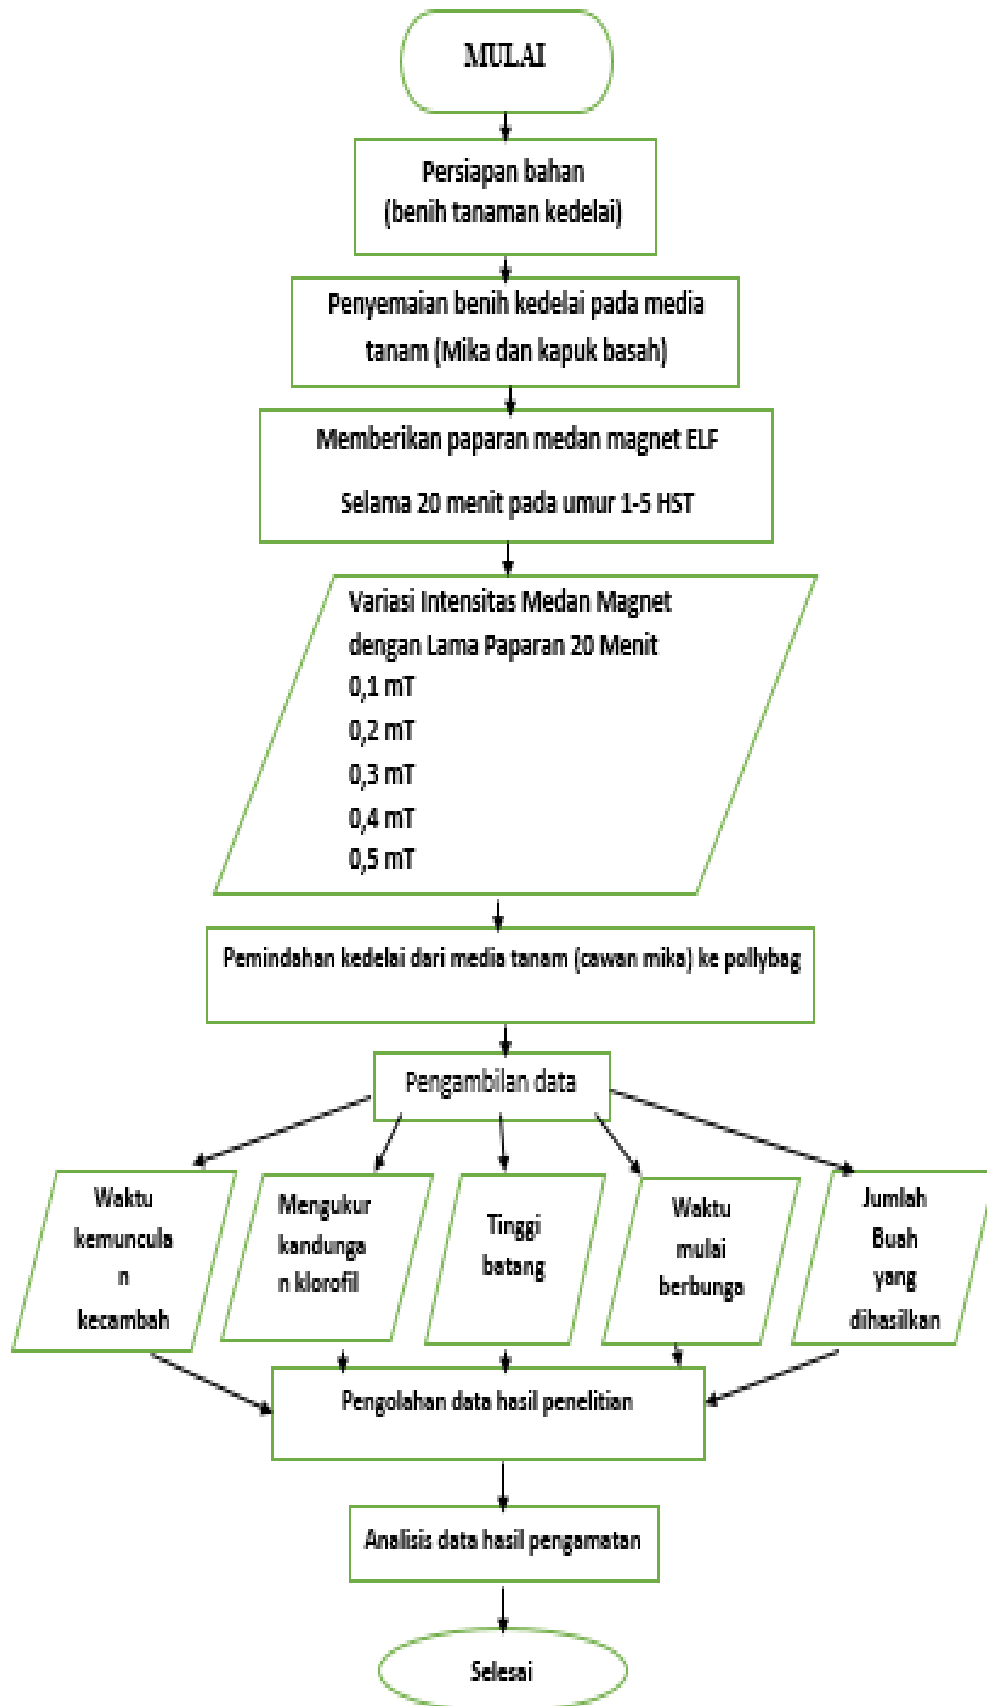 MULAI
Persiapan bahan
(benih tanaman kedelai)
Penyemaian benih kedelai pada media
tanam (Mika dan kapuk basah)
Memberikan paparan medan magnet ELF
Selama 20 menit pada umur 1-5 HST
Variasi Intensitas Medan Magnet
dengan Lama Paparan 20 Menit
0,1 mT
0,2 mT
0,3 mT
0,4 mT
0,5 mT
Pemindahan kedelai dari media tanam (cawan mika) ke pollybag
Pengambilan data
Waktu
kemuncula
n
kecambah
Mengukur
kandunga
n klorofil
Tinggi
batang
Waktu
mulai
berbunga
Jumlah
Buah
yang
dihasilkan
Pengolahan data hasil penelitian
Analisis data hasil pengamatan
Selesai